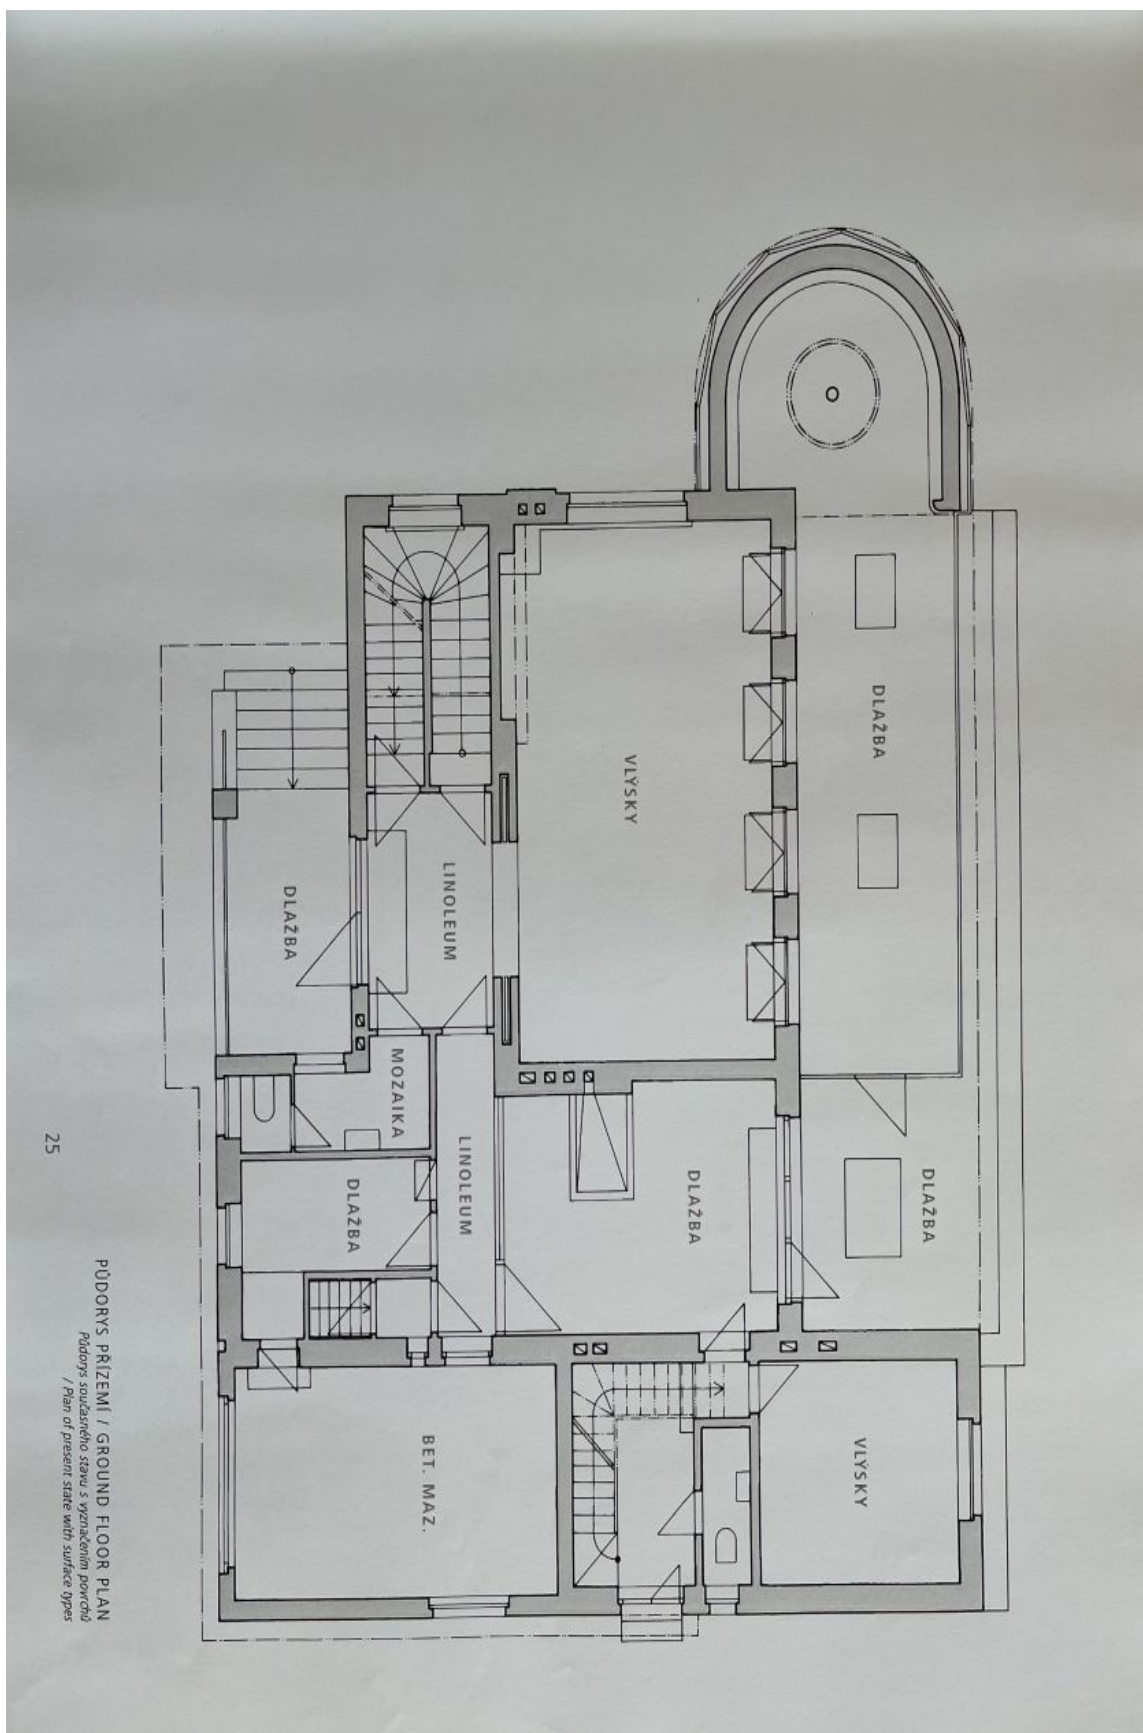 DLAŽBA
VLÝSKY
DLAŽBA
LINOLEUM
DLAŽBA
MOZAIKA
LINOLEUM
DLAŽBA
DLAŽBA
DLAŽBA
BET. MAZ.
VLÝSKY
PŮDORYS PŘÍZEMÍ / GROUND FLOOR PLAN
Půdorys současného stavu s vyznačením povrchů
/ Plan of present state with surface types
25